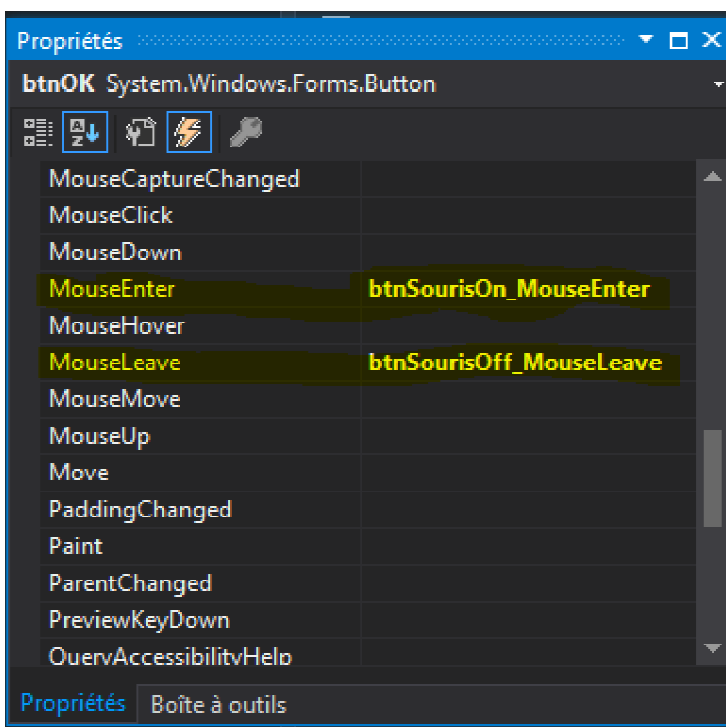 Propriétés
btnOK System.Windows.Forms.Button
MouseCaptureChanged
MouseClick
MouseDown
MouseEnter btnSourisOn_MouseEnter
MouseHover
MouseLeave btnSourisOff_MouseLeave
MouseMove
MouseUp
Move
PaddingChanged
Paint
ParentChanged
PreviewKeyDown
QueryAccessibilityHelp
Propriétés Boîte à outils